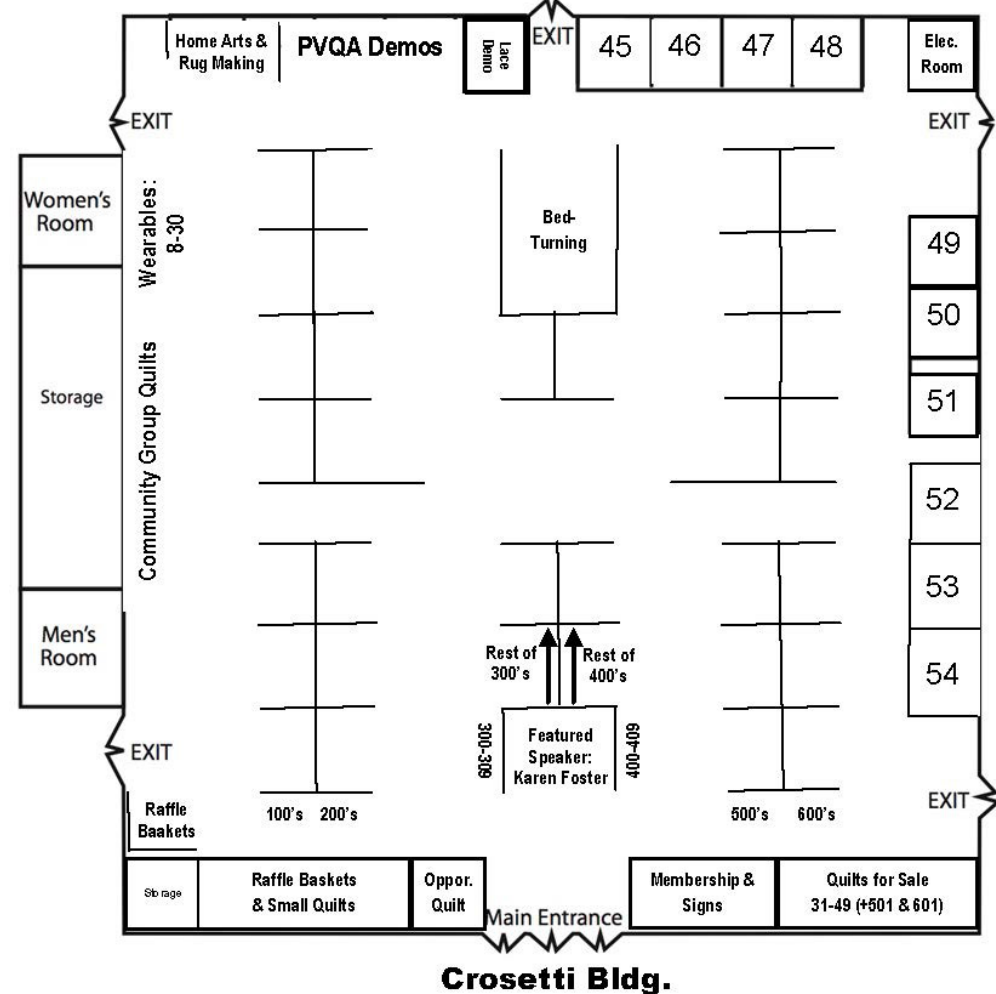 Home Arts &
Rug Making
PVQA Demos
Lace
Demo
EXIT
45
46
47
48
Elec.
Room
EXIT
EXIT
Women's
Room
Wearables:
8-30
Bed-
Turning
49
50
Storage
Community Group Quilts
51
52
53
Men's
Room
Rest of
300's
Rest of
400's
54
300-309
Featured
Speaker:
Karen Foster
400-409
EXIT
EXIT
Raffle
Baakets
100's
200's
500's
600's
Storage
Raffle Baskets
& Small Quilts
Oppor.
Quilt
Main Entrance
Membership &
Signs
Quilts for Sale
31-49 (+501 & 601)
Crosetti Bldg.